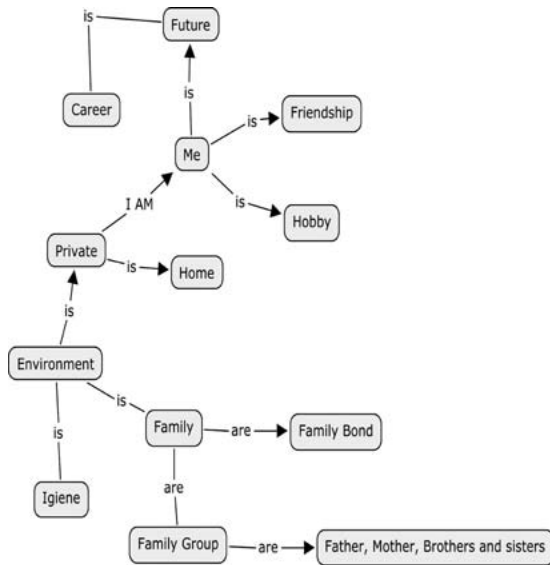 is
Future
Career
is
Friendship
is
Me
I AM
is
Hobby
Private
is
Home
is
Environment
is
Family
are
Family Bond
is
Igiene
are
Family Group
are
Father, Mother, Brothers and sisters